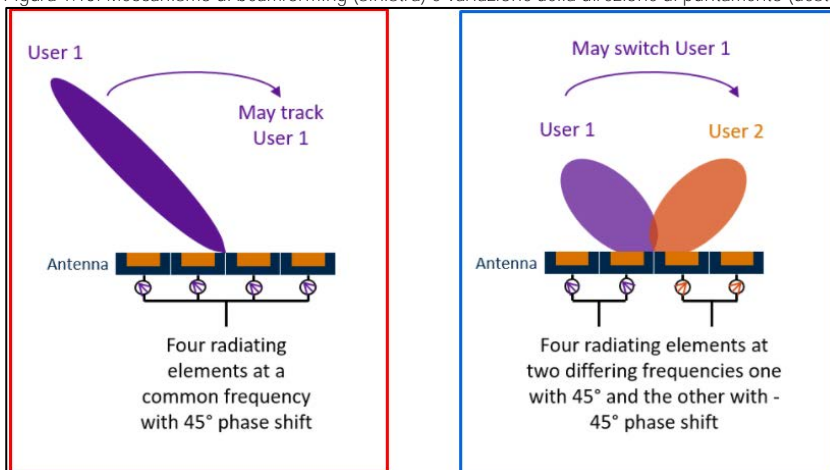 User 1
May track
User 1
Antenna
Four radiating
elements at a
common frequency
with 45° phase shift
May switch User 1
User 1
User 2
Antenna
Four radiating elements at
two differing frequencies one
with 45° and the other with -
45° phase shift